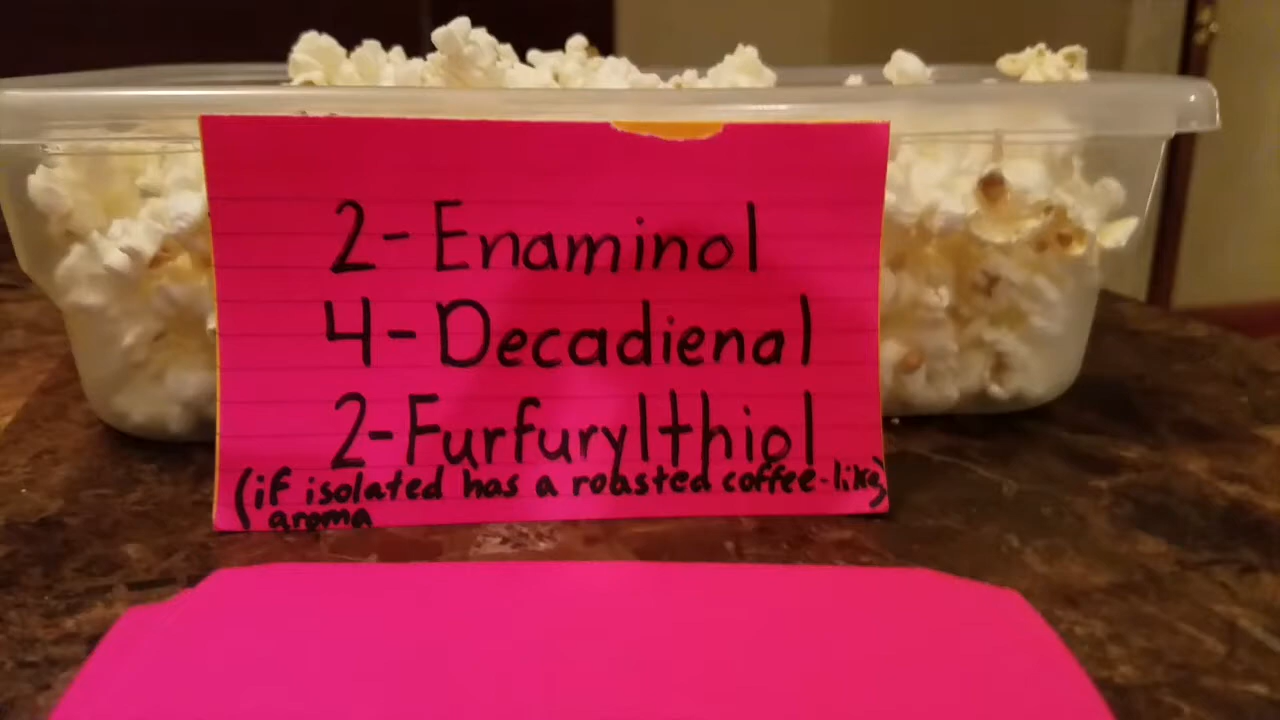 2-Enaminol
4-Decadienal
2-Furfurylthiol
(if isolated has a roasted coffee-like)
aroma